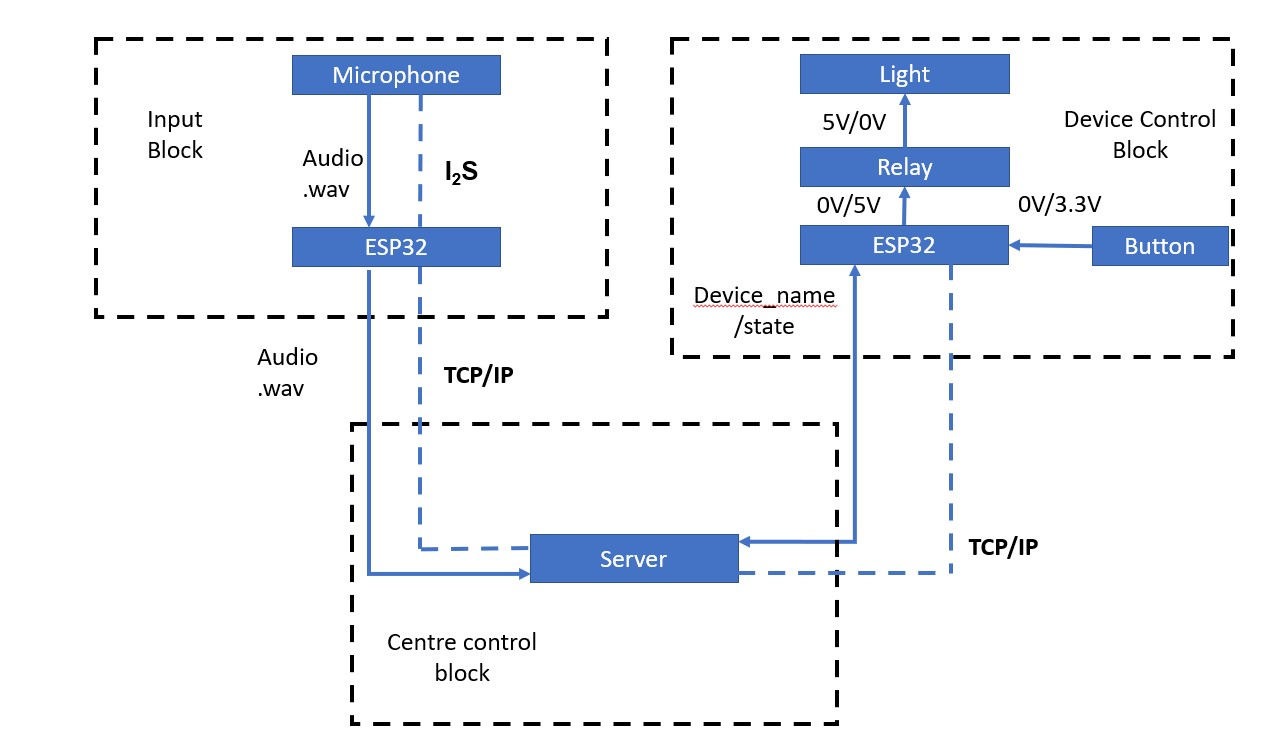 Microphone
Input
Block
Audio
.wav
I₂S
ESP32
Audio
.wav
TCP/IP
Light
5V/0V
Device Control
Block
Relay
0V/5V
0V/3.3V
ESP32
Button
Device_name
/state
TCP/IP
Server
Centre control
block